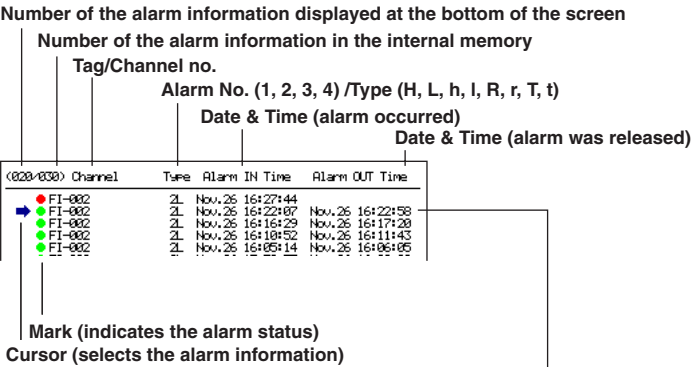 Number of the alarm information displayed at the bottom of the screen
Number of the alarm information in the internal memory
Tag/Channel no.
Alarm No. (1, 2, 3, 4) /Type (H, L, h, l, R, r, T, t)
Date & Time (alarm occurred)
Date & Time (alarm was released)
(020/030) Channel Type Alarm IN Time Alarm OUT Time
FI-002 2L Nov.26 16:27:44
FI-002 2L Nov.26 16:22:07 Nov.26 16:22:58
FI-002 2L Nov.26 16:16:29 Nov.26 16:17:20
FI-002 2L Nov.26 16:10:52 Nov.26 16:11:43
FI-002 2L Nov.26 16:05:14 Nov.26 16:06:05
Mark (indicates the alarm status)
Cursor (selects the alarm information)